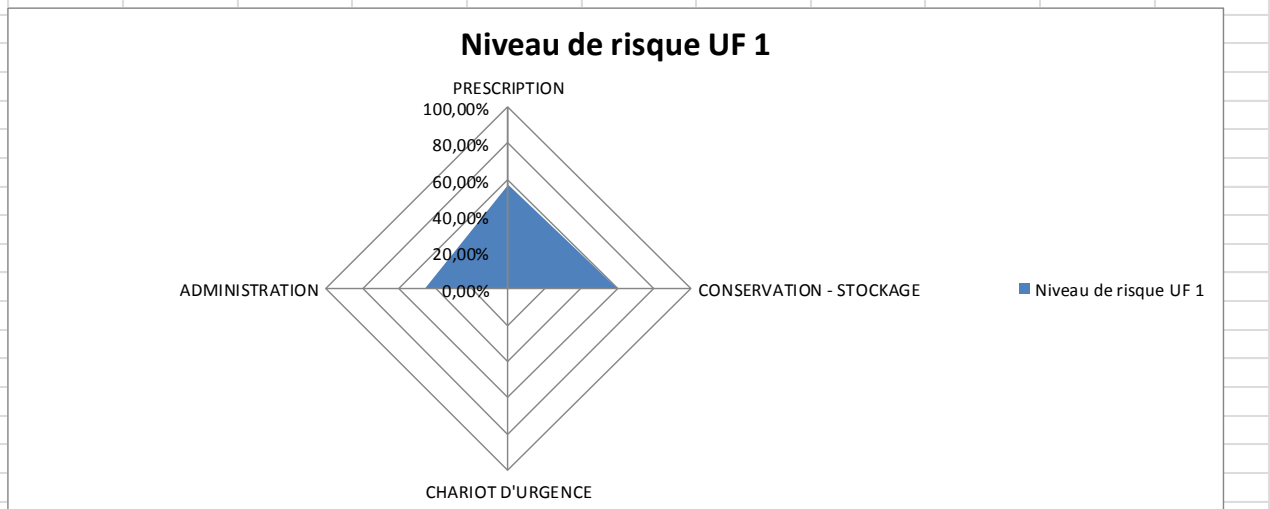 Niveau de risque UF 1
PRESCRIPTION
100,00%
80,00%
60,00%
40,00%
20,00%
0,00%
ADMINISTRATION
CONSERVATION - STOCKAGE
Niveau de risque UF 1
CHARIOT D'URGENCE